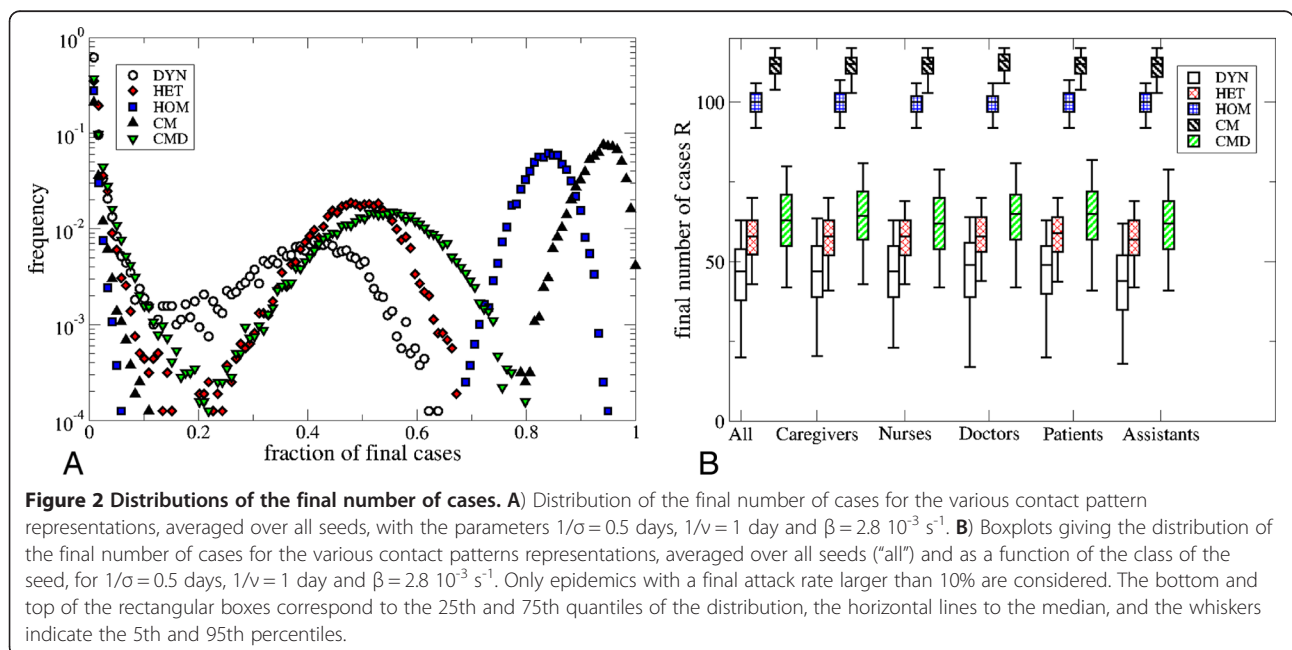 10^0
10^-1
10^-2
10^-3
10^-4
frequency
DYN
HET
HOM
CM
CMD
0 0.2 0.4 0.6 0.8 1
fraction of final cases
A
100
50
0
final number of cases R
DYN
HET
HOM
CM
CMD
All Caregivers Nurses Doctors Patients Assistants
B
Figure 2 Distributions of the final number of cases. A) Distribution of the final number of cases for the various contact pattern
representations, averaged over all seeds, with the parameters 1/σ = 0.5 days, 1/ν = 1 day and β = 2.8 10^-3 s^-1. B) Boxplots giving the distribution of
the final number of cases for the various contact patterns representations, averaged over all seeds (“all”) and as a function of the class of the
seed, for 1/σ = 0.5 days, 1/ν = 1 day and β = 2.8 10^-3 s^-1. Only epidemics with a final attack rate larger than 10% are considered. The bottom and
top of the rectangular boxes correspond to the 25th and 75th quantiles of the distribution, the horizontal lines to the median, and the whiskers
indicate the 5th and 95th percentiles.